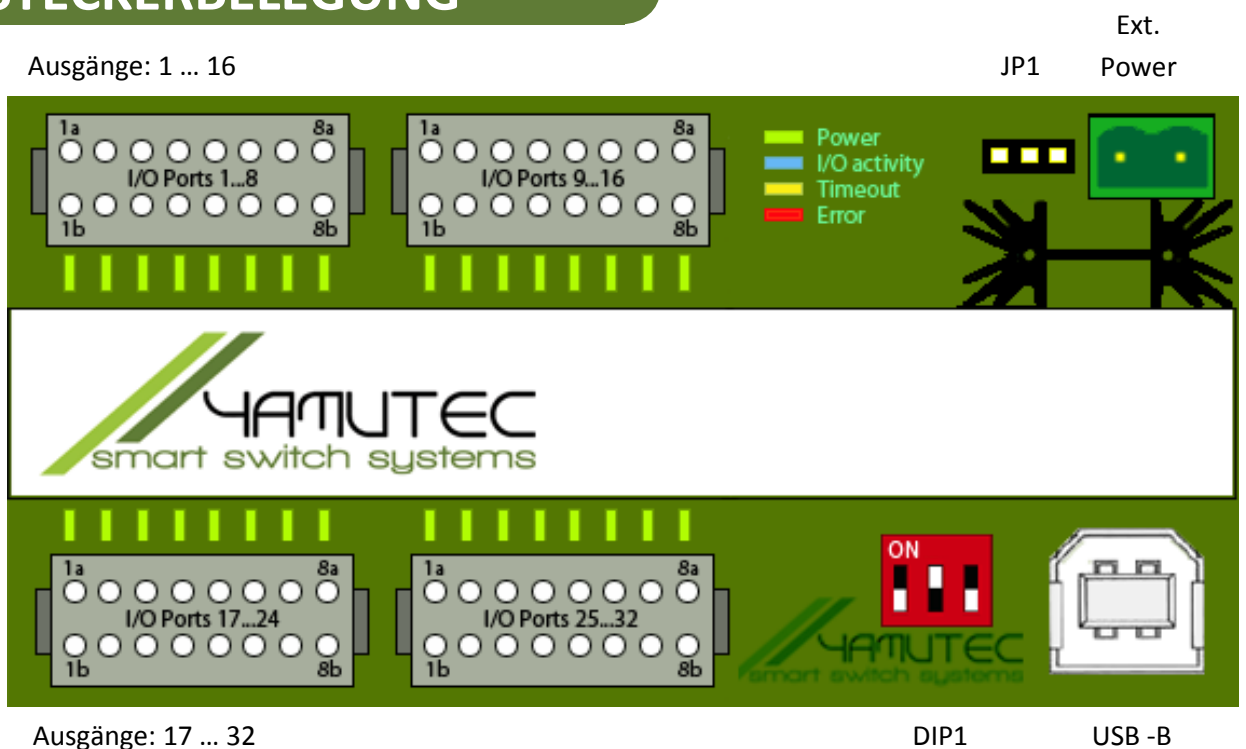 STECKERBELEGUNG
Ext.
Ausgänge: 1 … 16
JP1
Power
1a
8a
I/O Ports 1...8
1b
8b
1a
8a
I/O Ports 9...16
1b
8b
Power
I/O activity
Timeout
Error
YAMUTEC
smart switch systems
1a
8a
I/O Ports 17...24
1b
8b
1a
8a
I/O Ports 25...32
1b
8b
ON
YAMUTEC
smart switch systems
Ausgänge: 17 … 32
DIP1
USB -B